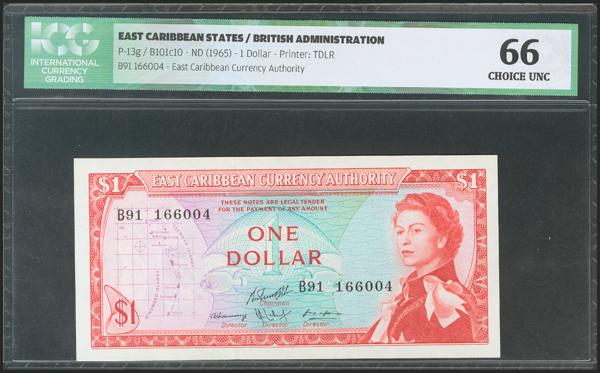 ICG
INTERNATIONAL
CURRENCY
GRADING
EAST CARIBBEAN STATES / BRITISH ADMINISTRATION
P-13g / B101c10 - ND (1965) - 1 Dollar - Printer: TDLR
B91 166004 - East Caribbean Currency Authority
66
CHOICE UNC
$1 EAST CARIBBEAN CURRENCY AUTHORITY $1
THESE NOTES ARE LEGAL TENDER
FOR THE PAYMENT OF ANY AMOUNT
B91 166004
ONE
DOLLAR
B91 166004
Chairman
$1
Director Director Director